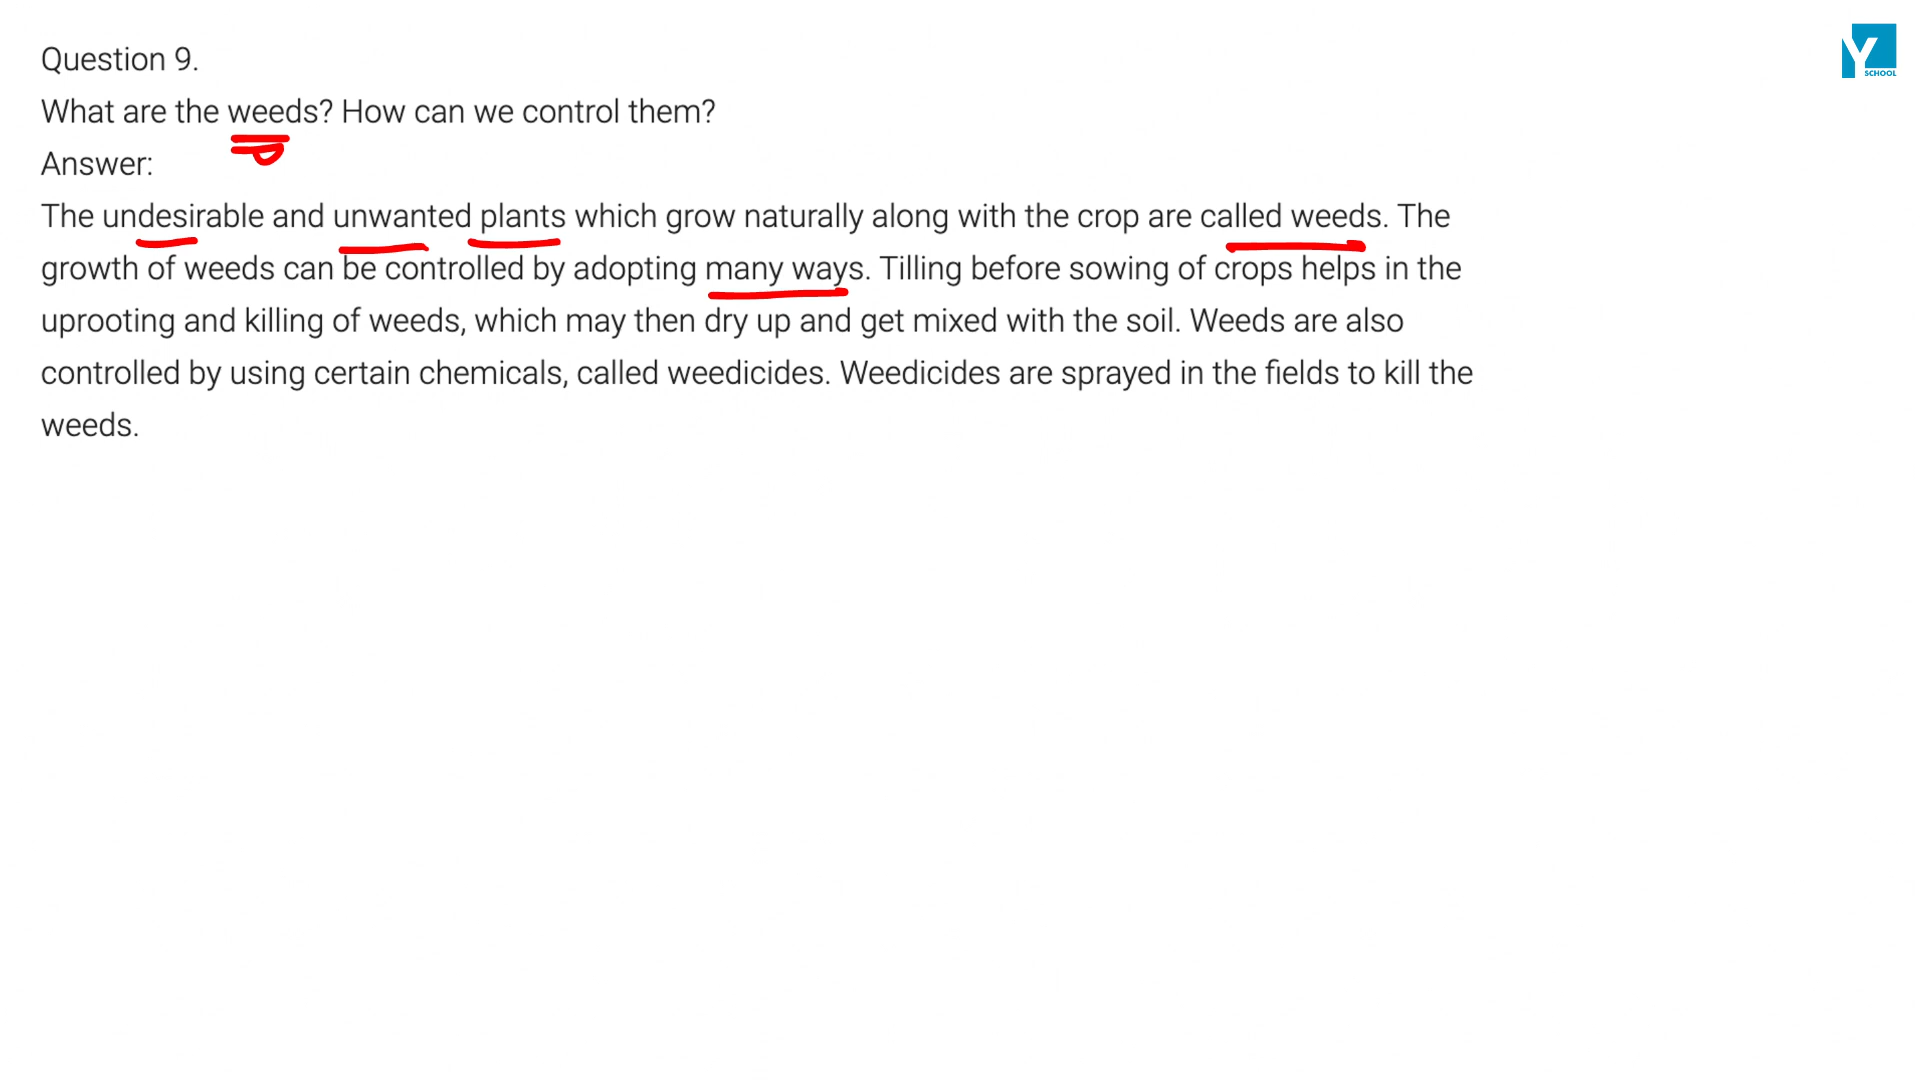 Question 9.
What are the weeds? How can we control them?
Answer:
The undesirable and unwanted plants which grow naturally along with the crop are called weeds. The
growth of weeds can be controlled by adopting many ways. Tilling before sowing of crops helps in the
uprooting and killing of weeds, which may then dry up and get mixed with the soil. Weeds are also
controlled by using certain chemicals, called weedicides. Weedicides are sprayed in the fields to kill the
weeds.
Y SCHOOL